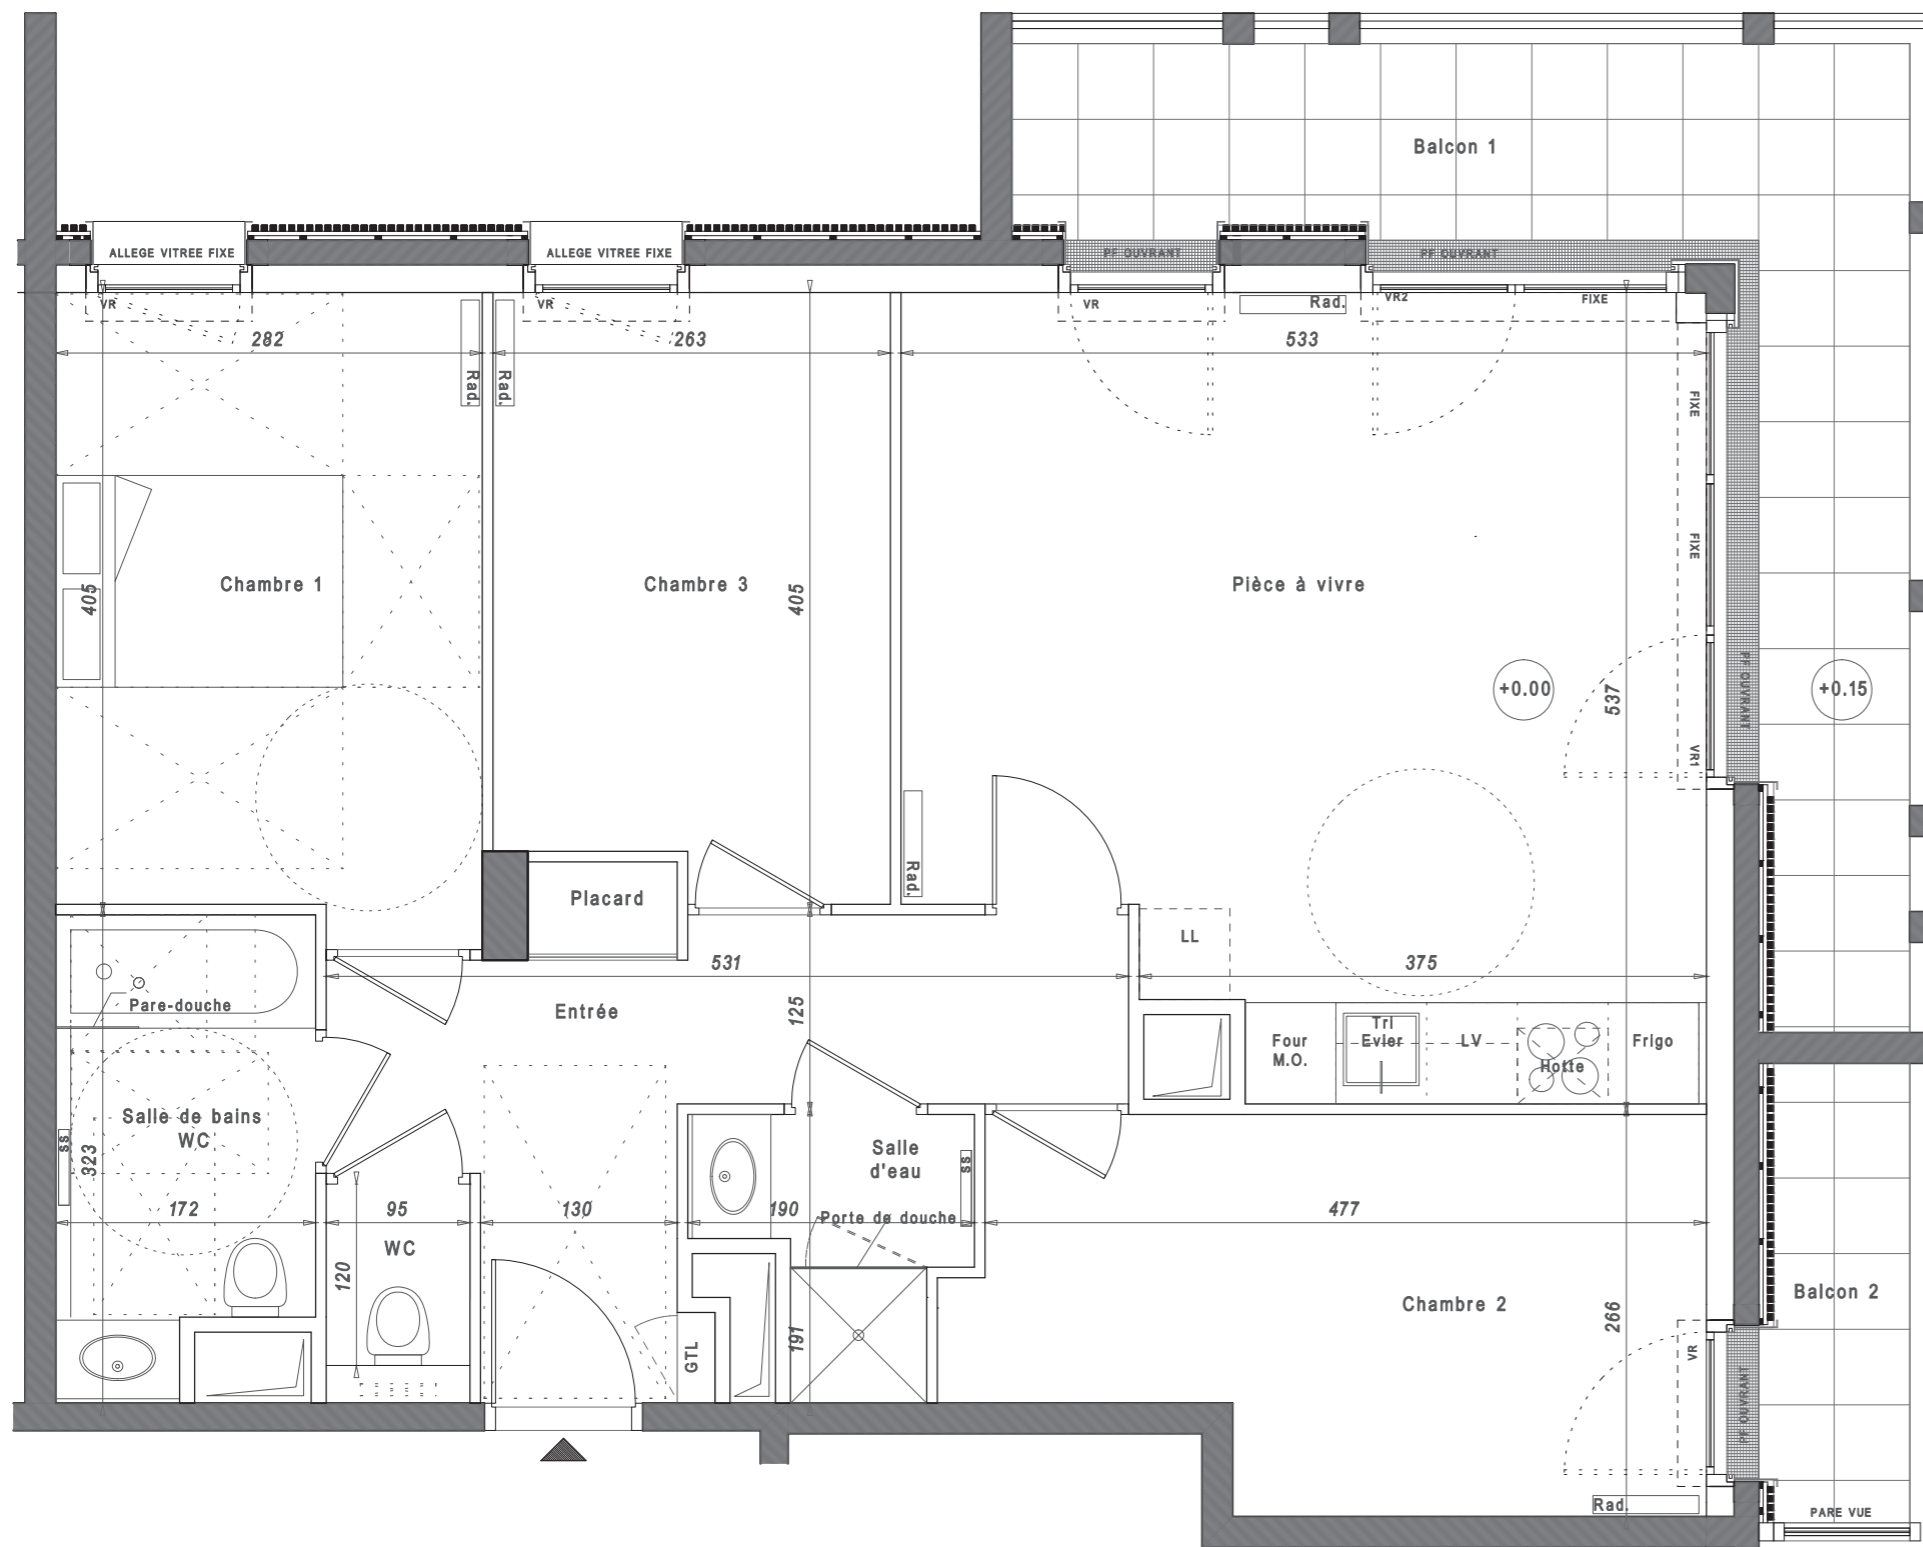 Balcon 1
ALLEGE VITREE FIXE
ALLEGE VITREE FIXE
PF OUVRANT
PF OUVRANT
VR
VR
VR
Rad.
VR2
FIXE
282
263
533
Rad.
Rad.
FIXE
FIXE
Chambre 1
Chambre 3
Pièce à vivre
405
405
+0.00
537
+0.15
PF OUVRANT
VR1
Rad.
Placard
LL
531
375
Pare-douche
Entrée
125
Four
M.O.
Tri
Evier
LV
Hotte
Frigo
Salle de bains
WC
SS
323
Salle
d'eau
SS
172
95
130
190
Porte de douche
477
WC
120
191
GTL
Chambre 2
266
Balcon 2
VR
PF OUVRANT
Rad.
PARE VUE